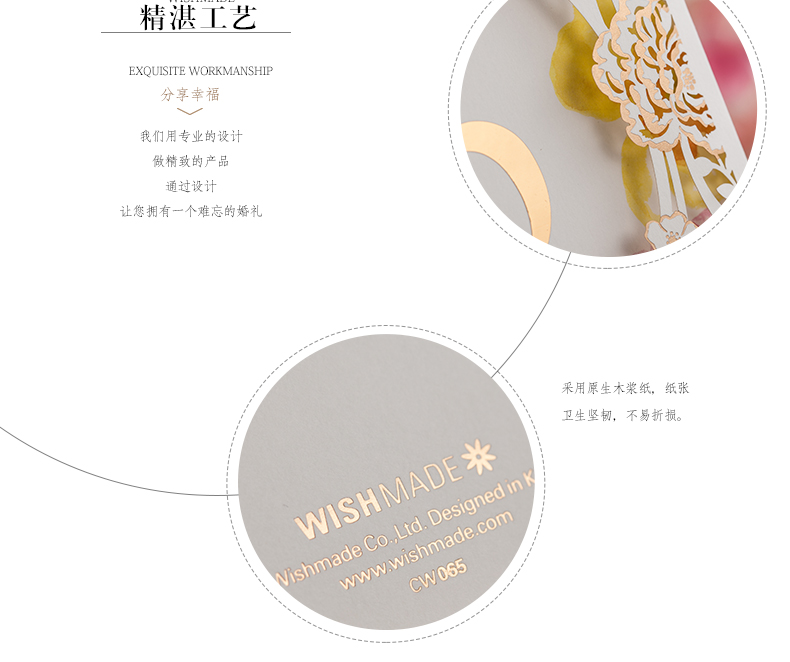 WISHMADE
精湛工艺
EXQUISITE WORKMANSHIP
分享幸福
我们用专业的设计
做精致的产品
通过设计
让您拥有一个难忘的婚礼
采用原生木浆纸，纸张
卫生坚韧，不易折损。
WISHMADE
Wishmade Co.,Ltd. Designed in K
www.wishmade.com
CW065